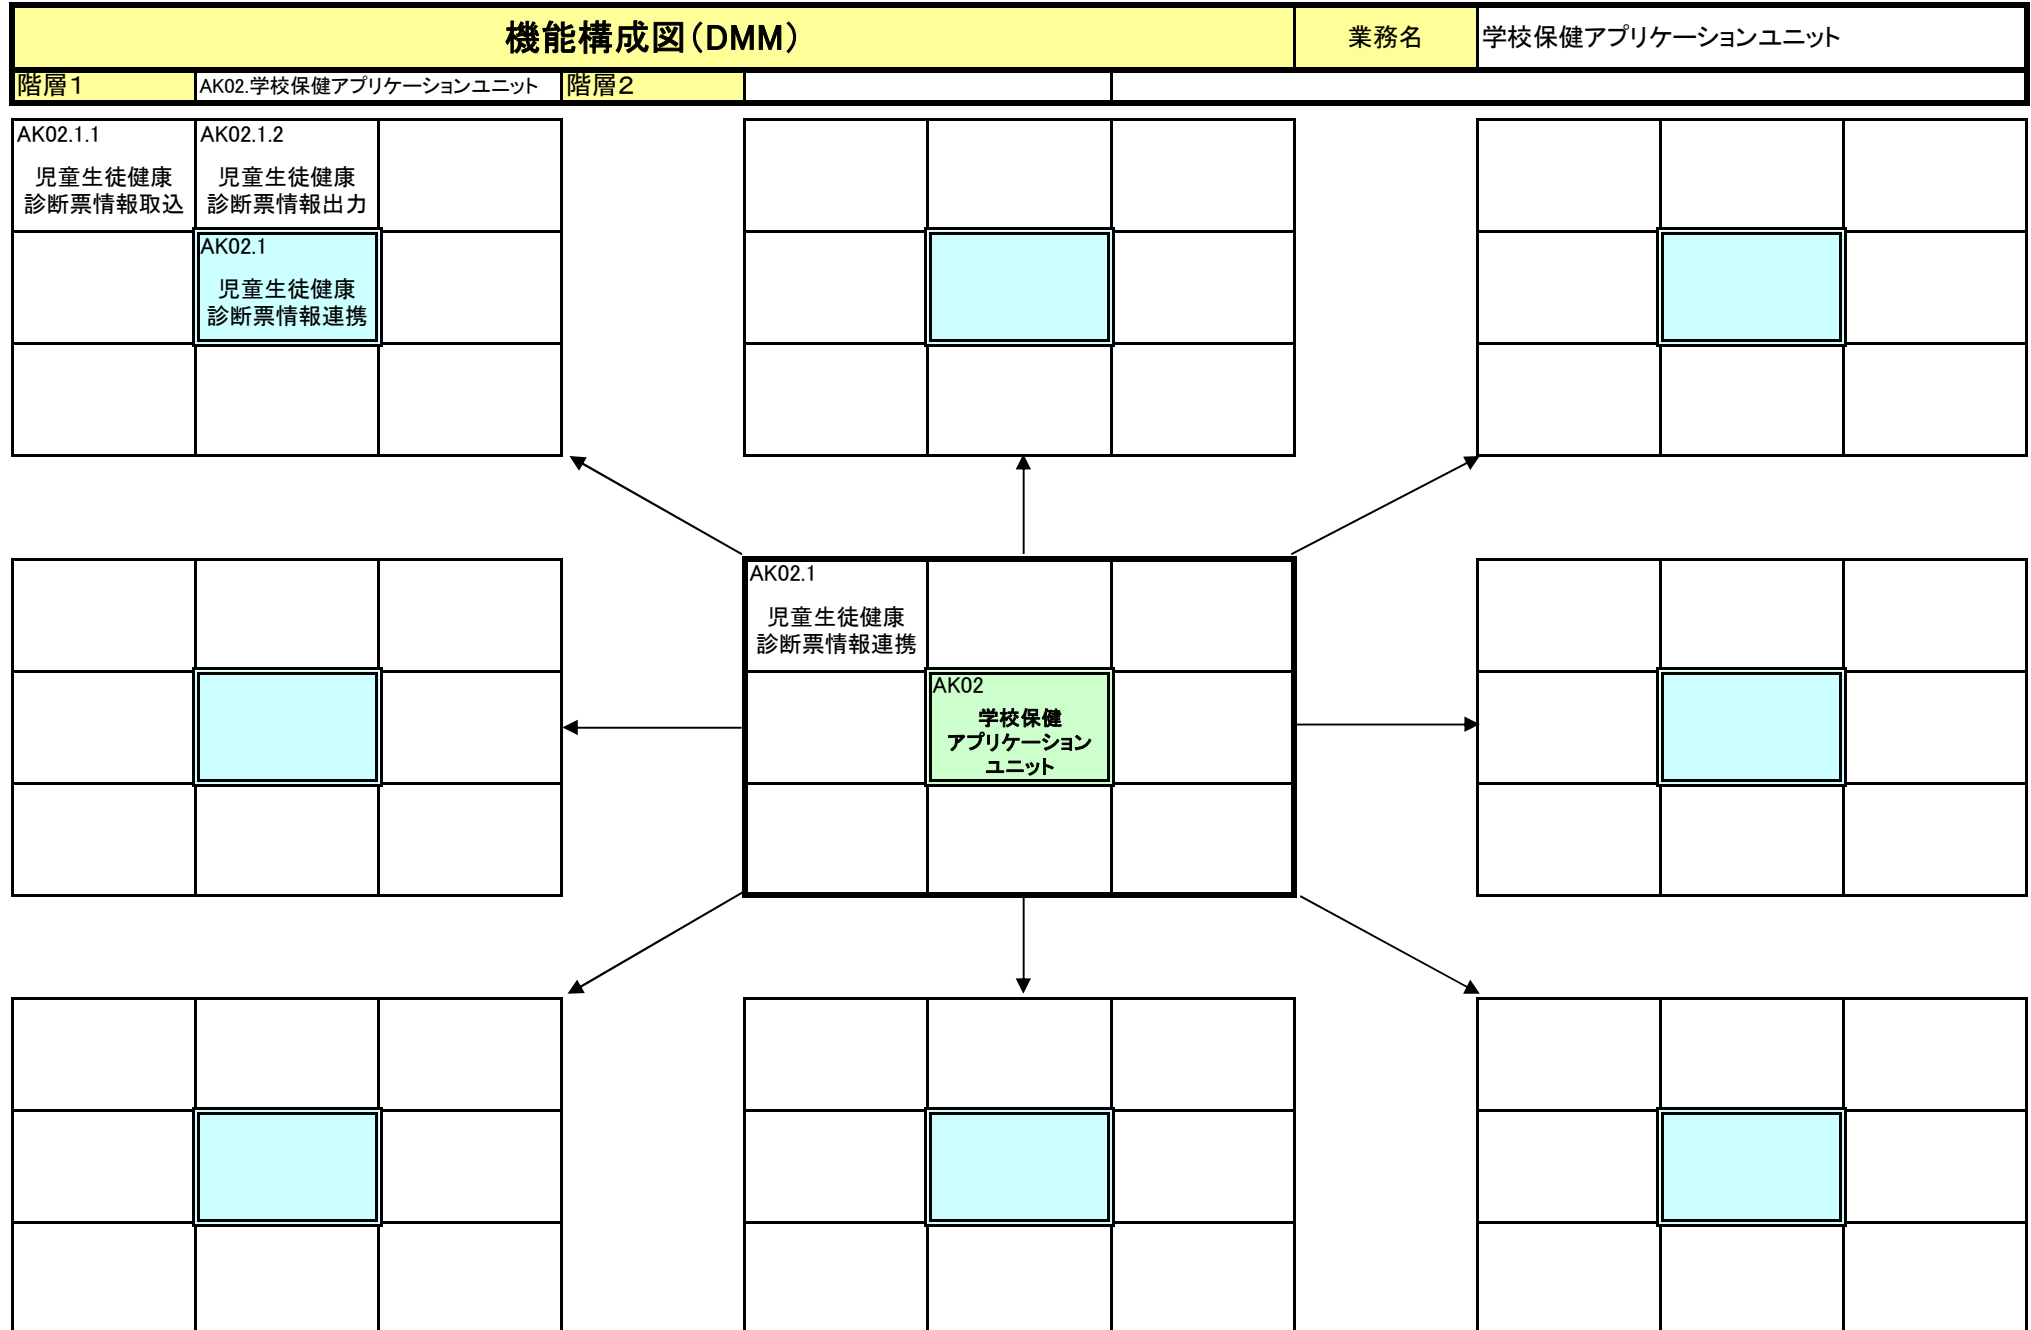 機能構成図（DMM）
業務名
学校保健アプリケーションユニット
階層１
AK02.学校保健アプリケーションユニット
階層２
AK02.1.1
児童生徒健康
診断票情報取込
AK02.1.2
児童生徒健康
診断票情報出力
AK02.1
児童生徒健康
診断票情報連携
AK02.1
児童生徒健康
診断票情報連携
AK02
学校保健
アプリケーション
ユニット